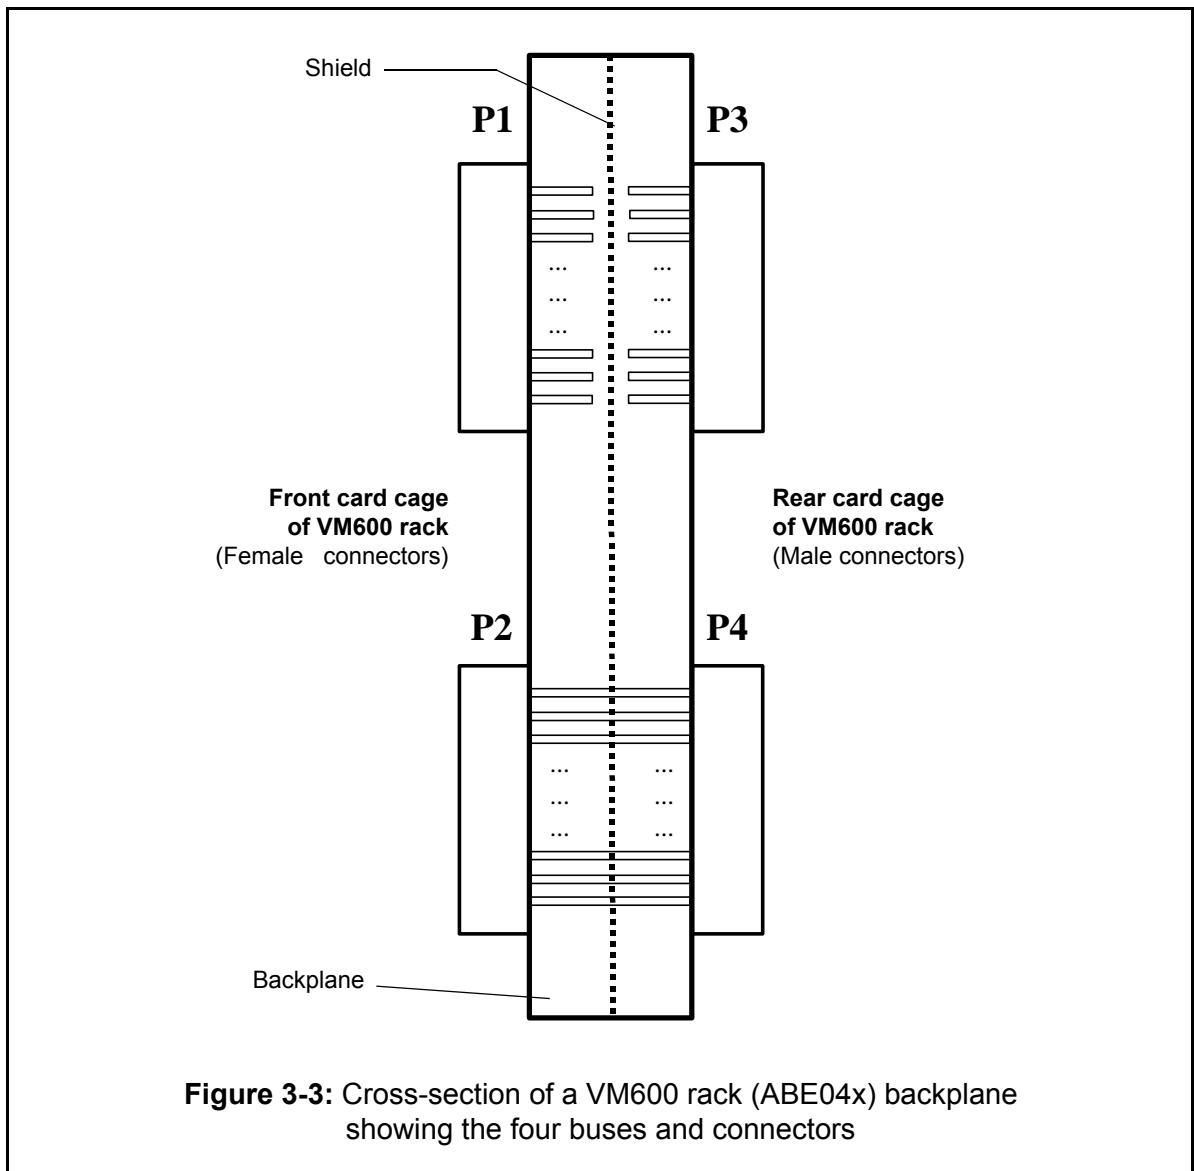 Shield
P1
P3
...
...
...
...
...
...
Front card cage
of VM600 rack
(Female connectors)
Rear card cage
of VM600 rack
(Male connectors)
P2
P4
...
...
...
...
...
...
Backplane
Figure 3-3: Cross-section of a VM600 rack (ABE04x) backplane
showing the four buses and connectors